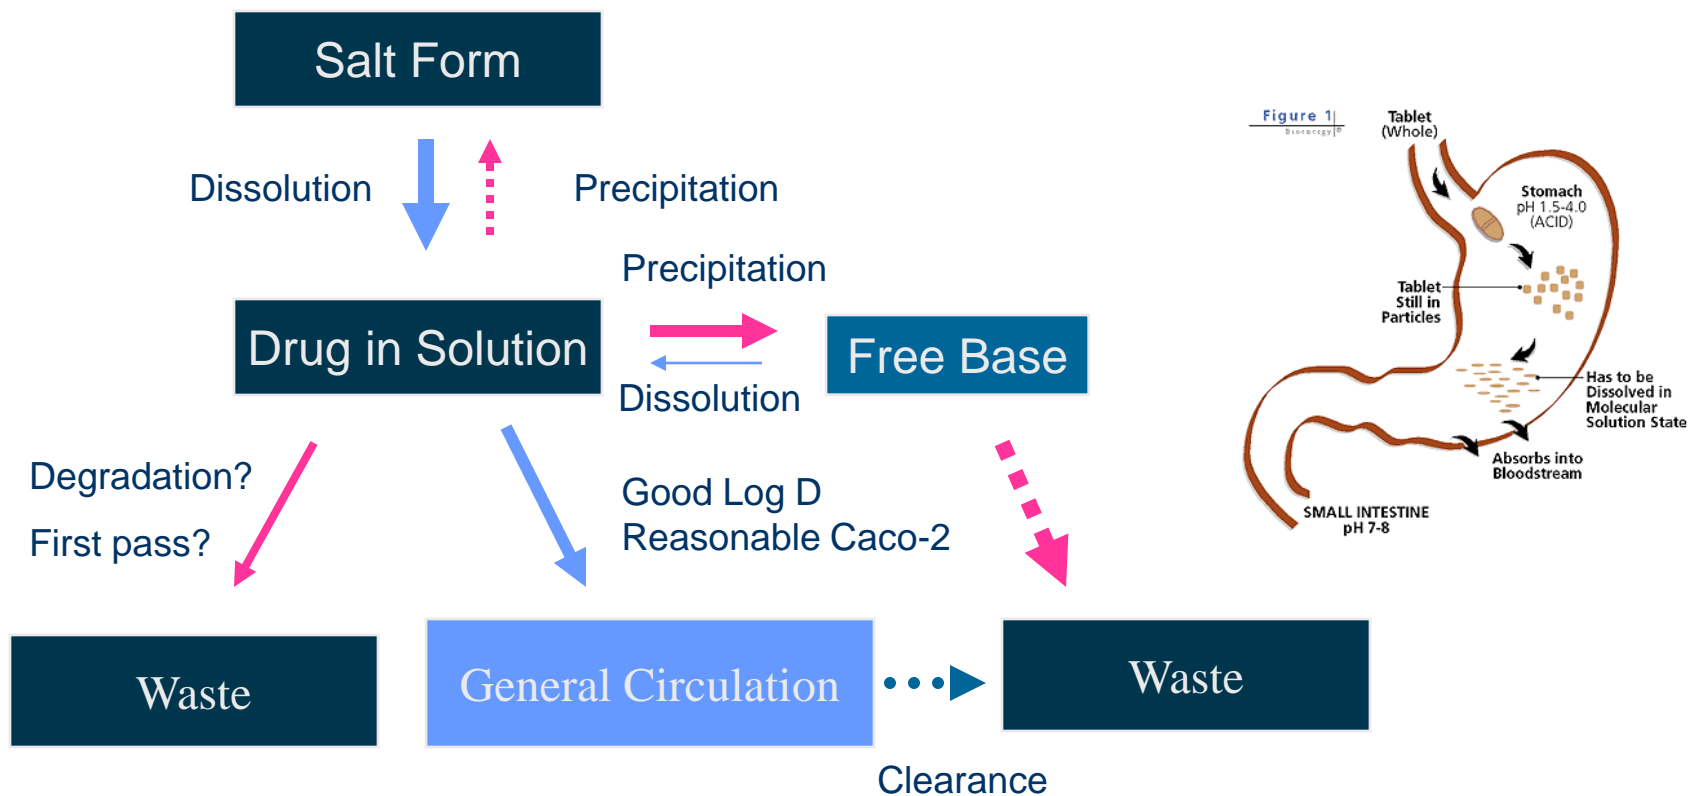 Salt Form
Dissolution
Precipitation
Precipitation
Drug in Solution
Free Base
Dissolution
Degradation?
First pass?
Good Log D
Reasonable Caco-2
Waste
General Circulation
Waste
Clearance
Figure 1
Bioenergy
Tablet
(Whole)
Stomach
pH 1.5-4.0
(ACID)
Tablet
Still in
Particles
Has to be
Dissolved in
Molecular
Solution State
Absorbs into
Bloodstream
SMALL INTESTINE
pH 7-8